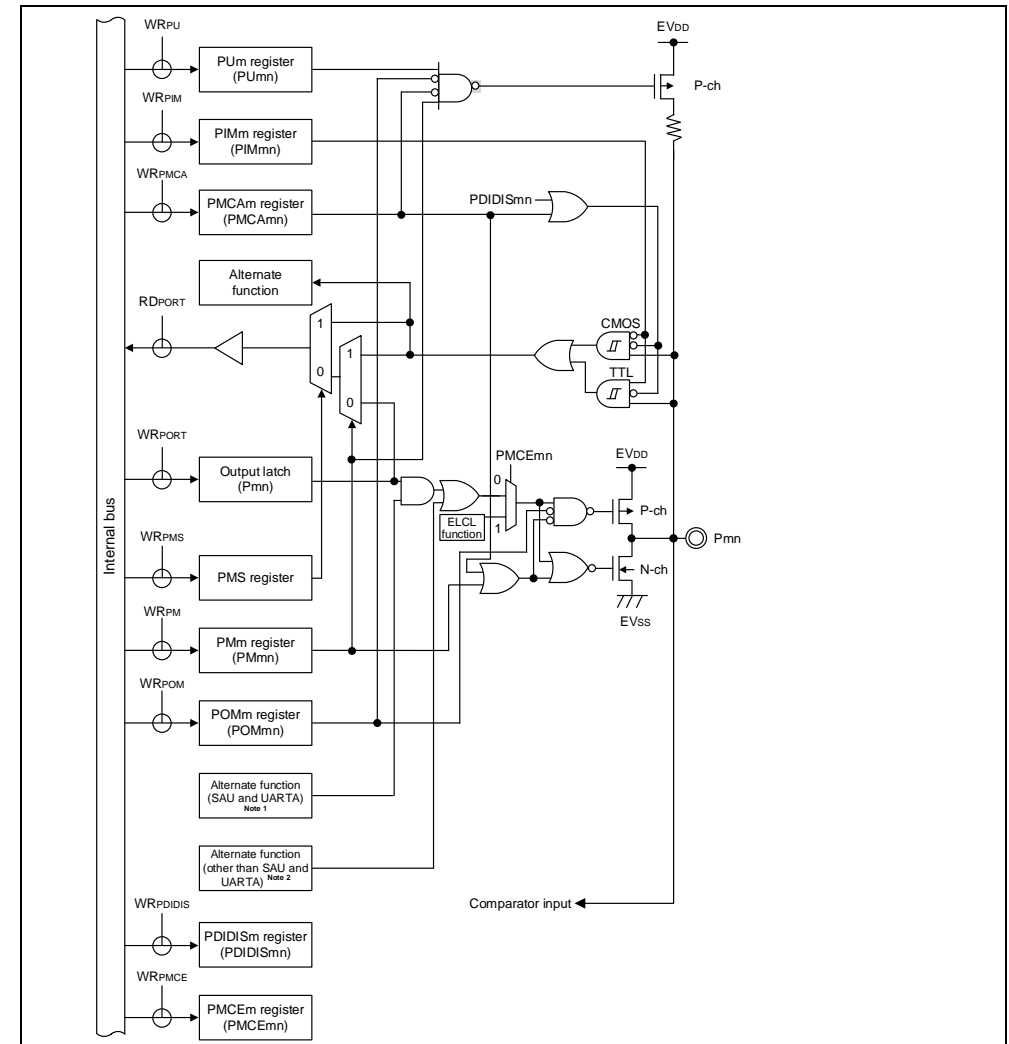 WRPU
EVDD
PUm register
(PUmn)
P-ch
WRPIM
PIMm register
(PIMmn)
WRPMCA
PMCAm register
(PMCAmn)
PDIDISmn
Alternate
function
RDPORT
1
0
1
0
CMOS
TTL
WRPORT
Output latch
(Pmn)
PMCEmn
0
1
ELCL
function
EVDD
P-ch
Pmn
N-ch
EVSS
Internal bus
WRPMS
PMS register
WRPM
PMm register
(PMmn)
WRPOM
POMm register
(POMmn)
Alternate function
(SAU and UARTA)
Note 1
Alternate function
(other than SAU and
UARTA) Note 2
Comparator input
WRPDIDIS
PDIDISm register
(PDIDISmn)
WRPMCE
PMCEm register
(PMCEmn)